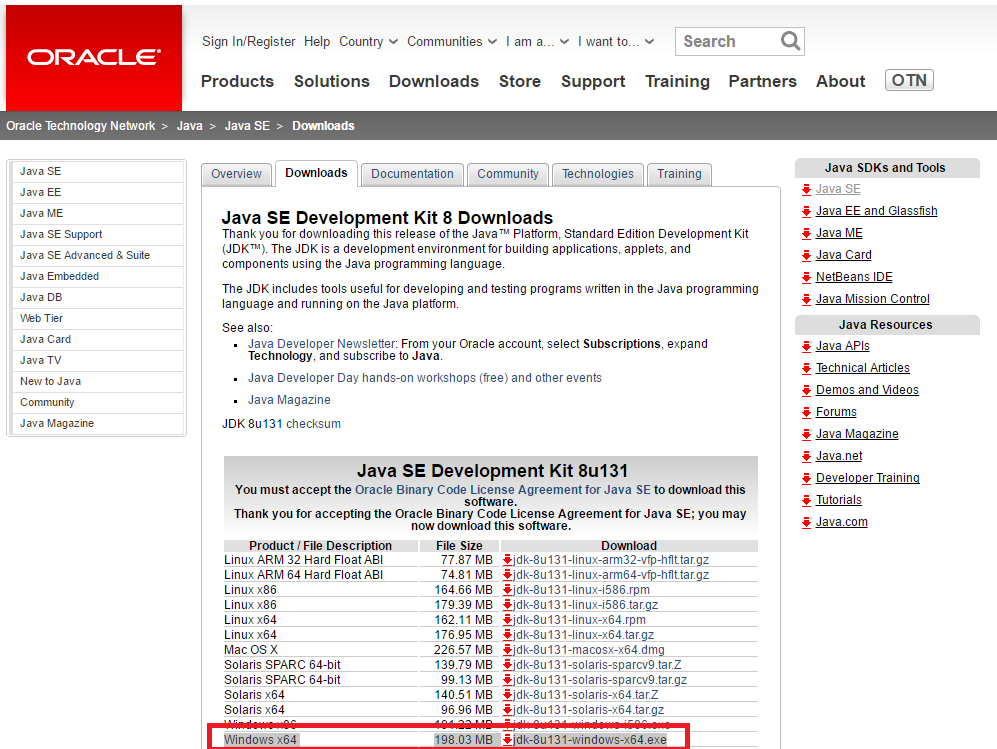 ORACLE
Sign In/Register Help Country Communities I am a... I want to... Search
Products Solutions Downloads Store Support Training Partners About OTN
Oracle Technology Network > Java > Java SE > Downloads
Java SE
Java EE
Java ME
Java SE Support
Java SE Advanced & Suite
Java Embedded
Java DB
Web Tier
Java Card
Java TV
New to Java
Community
Java Magazine
Overview Downloads Documentation Community Technologies Training
Java SE Development Kit 8 Downloads
Thank you for downloading this release of the Java™ Platform, Standard Edition Development Kit
(JDK™). The JDK is a development environment for building applications, applets, and
components using the Java programming language.
The JDK includes tools useful for developing and testing programs written in the Java programming
language and running on the Java platform.
See also:
Java Developer Newsletter: From your Oracle account, select Subscriptions, expand
Technology, and subscribe to Java.
Java Developer Day hands-on workshops (free) and other events
Java Magazine
JDK 8u131 checksum
Java SE Development Kit 8u131
You must accept the Oracle Binary Code License Agreement for Java SE to download this
software.
Thank you for accepting the Oracle Binary Code License Agreement for Java SE; you may
now download this software.
Product / File Description File Size Download
Linux ARM 32 Hard Float ABI 77.87 MB jdk-8u131-linux-arm32-vfp-hflt.tar.gz
Linux ARM 64 Hard Float ABI 74.81 MB jdk-8u131-linux-arm64-vfp-hflt.tar.gz
Linux x86 164.66 MB jdk-8u131-linux-i586.rpm
Linux x86 179.39 MB jdk-8u131-linux-i586.tar.gz
Linux x64 162.11 MB jdk-8u131-linux-x64.rpm
Linux x64 176.95 MB jdk-8u131-linux-x64.tar.gz
Mac OS X 226.57 MB jdk-8u131-macosx-x64.dmg
Solaris SPARC 64-bit 139.79 MB jdk-8u131-solaris-sparcv9.tar.Z
Solaris SPARC 64-bit 99.13 MB jdk-8u131-solaris-sparcv9.tar.gz
Solaris x64 140.51 MB jdk-8u131-solaris-x64.tar.Z
Solaris x64 96.96 MB jdk-8u131-solaris-x64.tar.gz
Windows x86 191.22 MB jdk-8u131-windows-i586.exe
Windows x64 198.03 MB jdk-8u131-windows-x64.exe
Java SDKs and Tools
Java SE
Java EE and Glassfish
Java ME
Java Card
NetBeans IDE
Java Mission Control
Java Resources
Java APIs
Technical Articles
Demos and Videos
Forums
Java Magazine
Java.net
Developer Training
Tutorials
Java.com